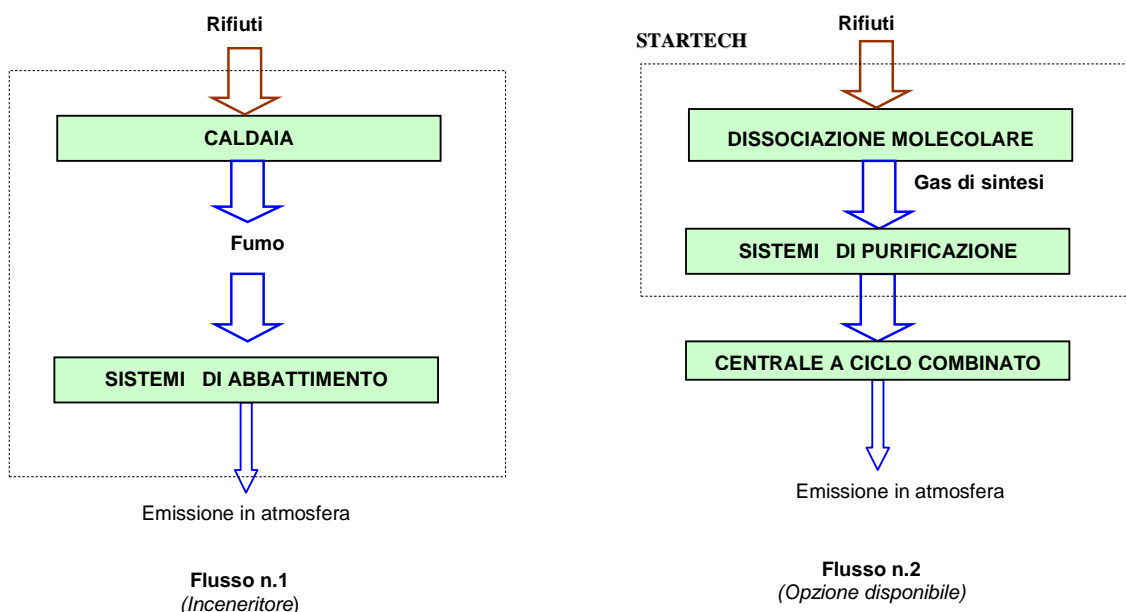 Rifiuti
CALDAIA
Fumo
SISTEMI DI ABBATTIMENTO
Emissione in atmosfera
Flusso n.1
(Inceneritore)
STARTECH
Rifiuti
DISSOCIAZIONE MOLECOLARE
Gas di sintesi
SISTEMI DI PURIFICAZIONE
CENTRALE A CICLO COMBINATO
Emissione in atmosfera
Flusso n.2
(Opzione disponibile)